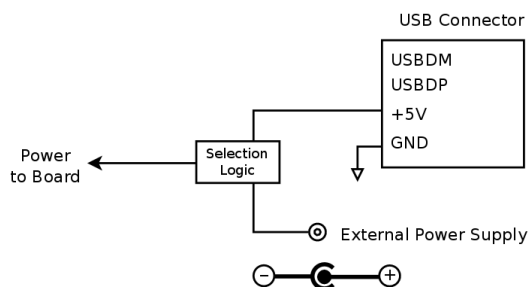 USB Connector
USBDM
USBDP
+5V
GND
Selection
Logic
Power
to Board
External Power Supply
− +